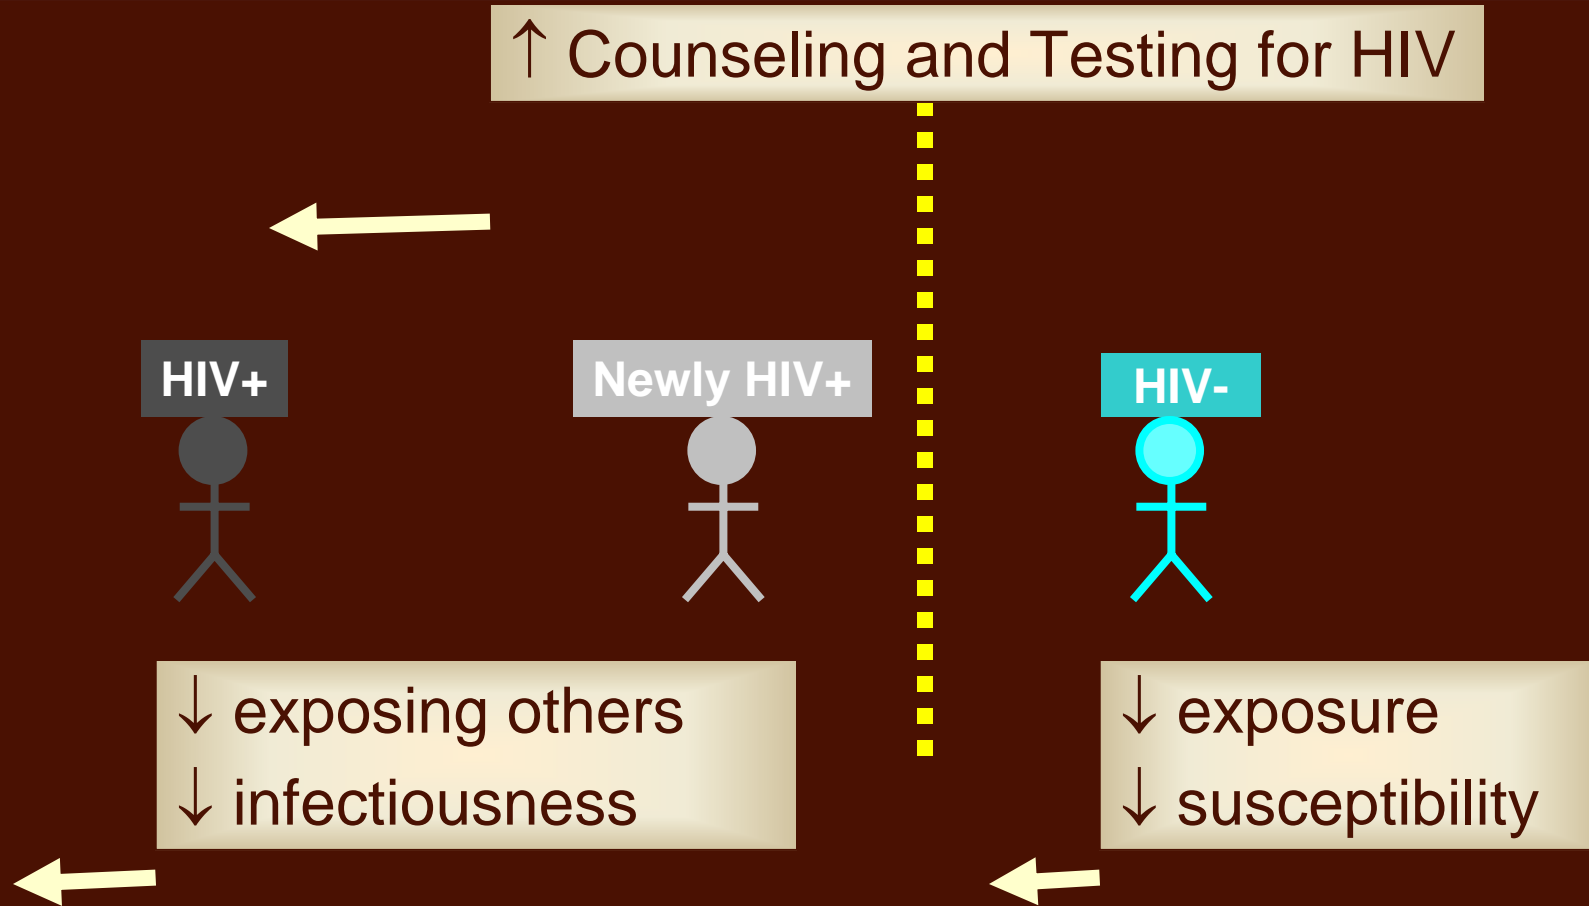 ↑ Counseling and Testing for HIV
HIV+
Newly HIV+
HIV-
↓ exposing others
↓ infectiousness
↓ exposure
↓ susceptibility